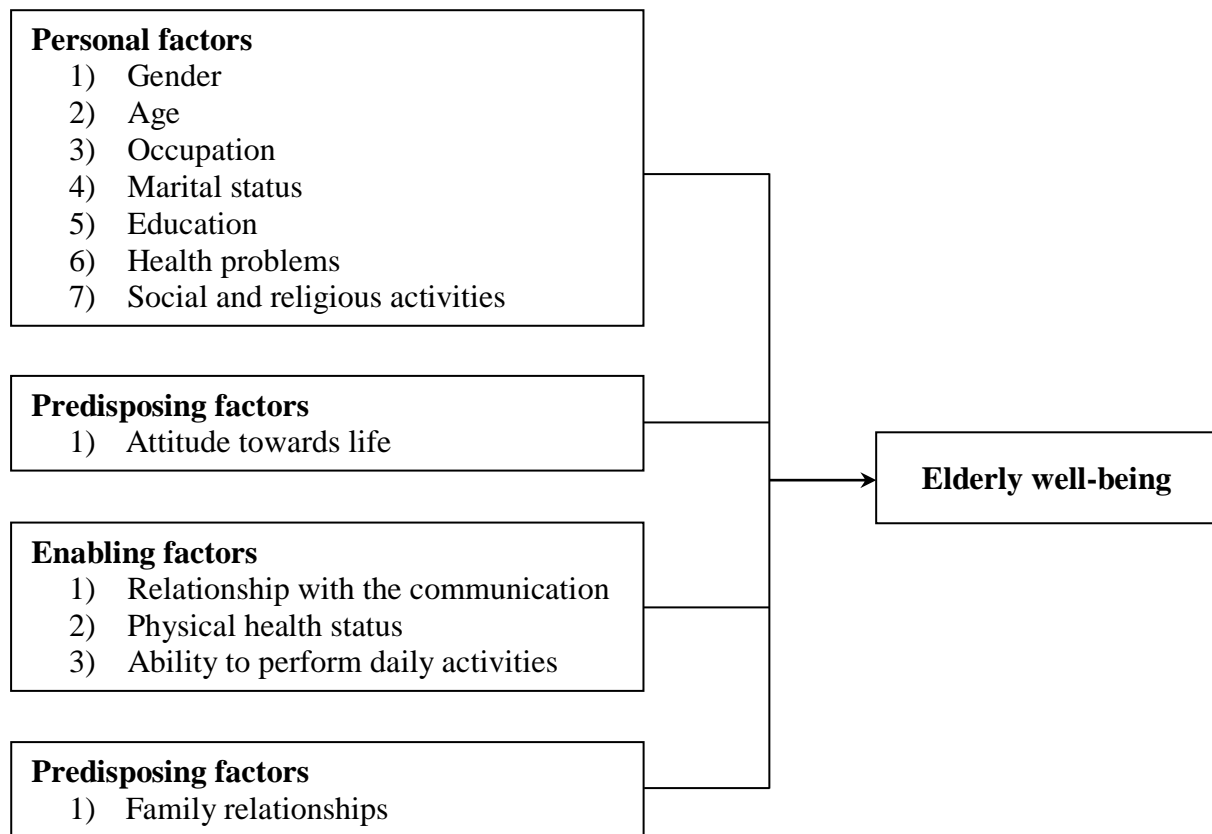 Personal factors
1) Gender
2) Age
3) Occupation
4) Marital status
5) Education
6) Health problems
7) Social and religious activities
Predisposing factors
1) Attitude towards life
Elderly well-being
Enabling factors
1) Relationship with the communication
2) Physical health status
3) Ability to perform daily activities
Predisposing factors
1) Family relationships